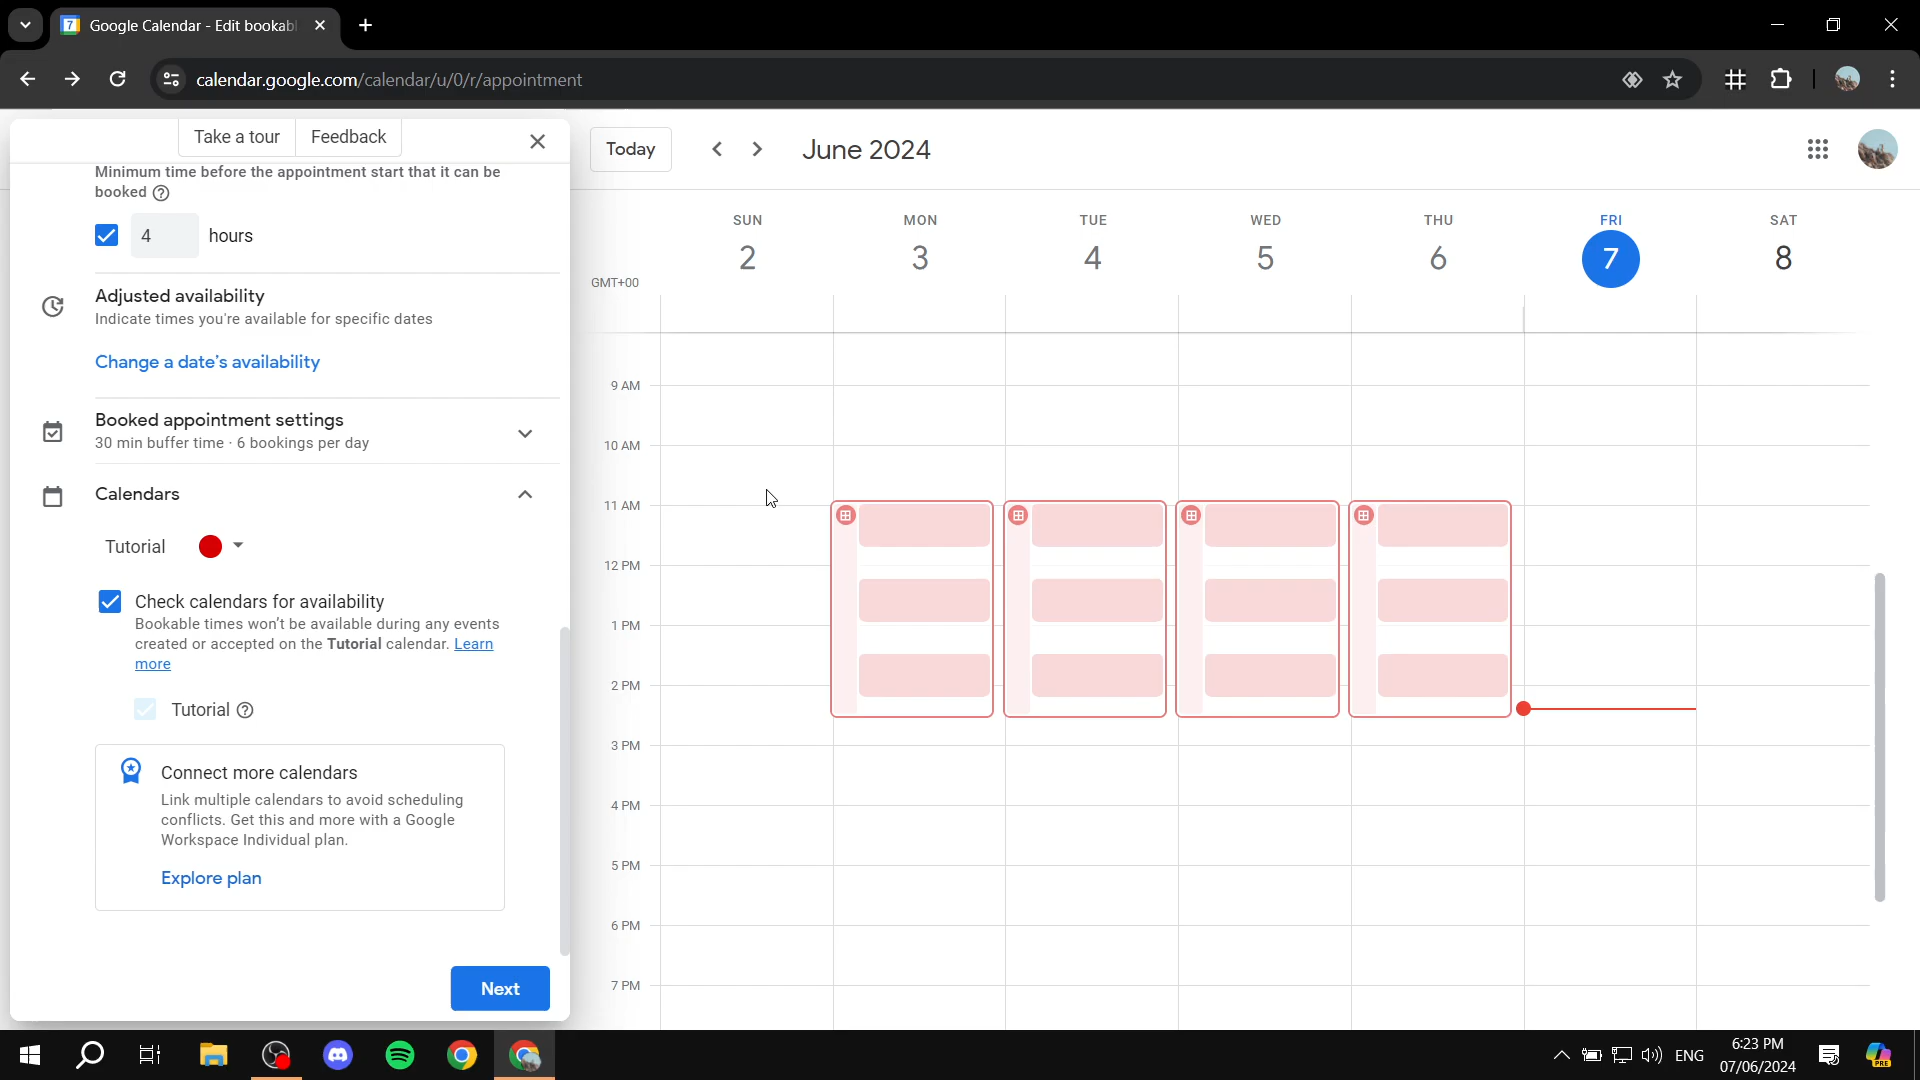 7
Google Calendar - Edit bookabl
calendar.google.com/calendar/u/0/r/appointment
Take a tour
Feedback
Today
June 2024
Minimum time before the appointment start that it can be
booked
4
hours
Adjusted availability
Indicate times you're available for specific dates
Change a date's availability
Booked appointment settings
30 min buffer time · 6 bookings per day
Calendars
Tutorial
Check calendars for availability
Bookable times won't be available during any events
created or accepted on the Tutorial calendar. Learn
more
Tutorial
Connect more calendars
Link multiple calendars to avoid scheduling
conflicts. Get this and more with a Google
Workspace Individual plan.
Explore plan
Next
SUN
MON
TUE
WED
THU
FRI
SAT
2
3
4
5
6
7
8
GMT+00
9 AM
10 AM
11 AM
12 PM
1 PM
2 PM
3 PM
4 PM
5 PM
6 PM
7 PM
ENG
6:23 PM
07/06/2024
PRE